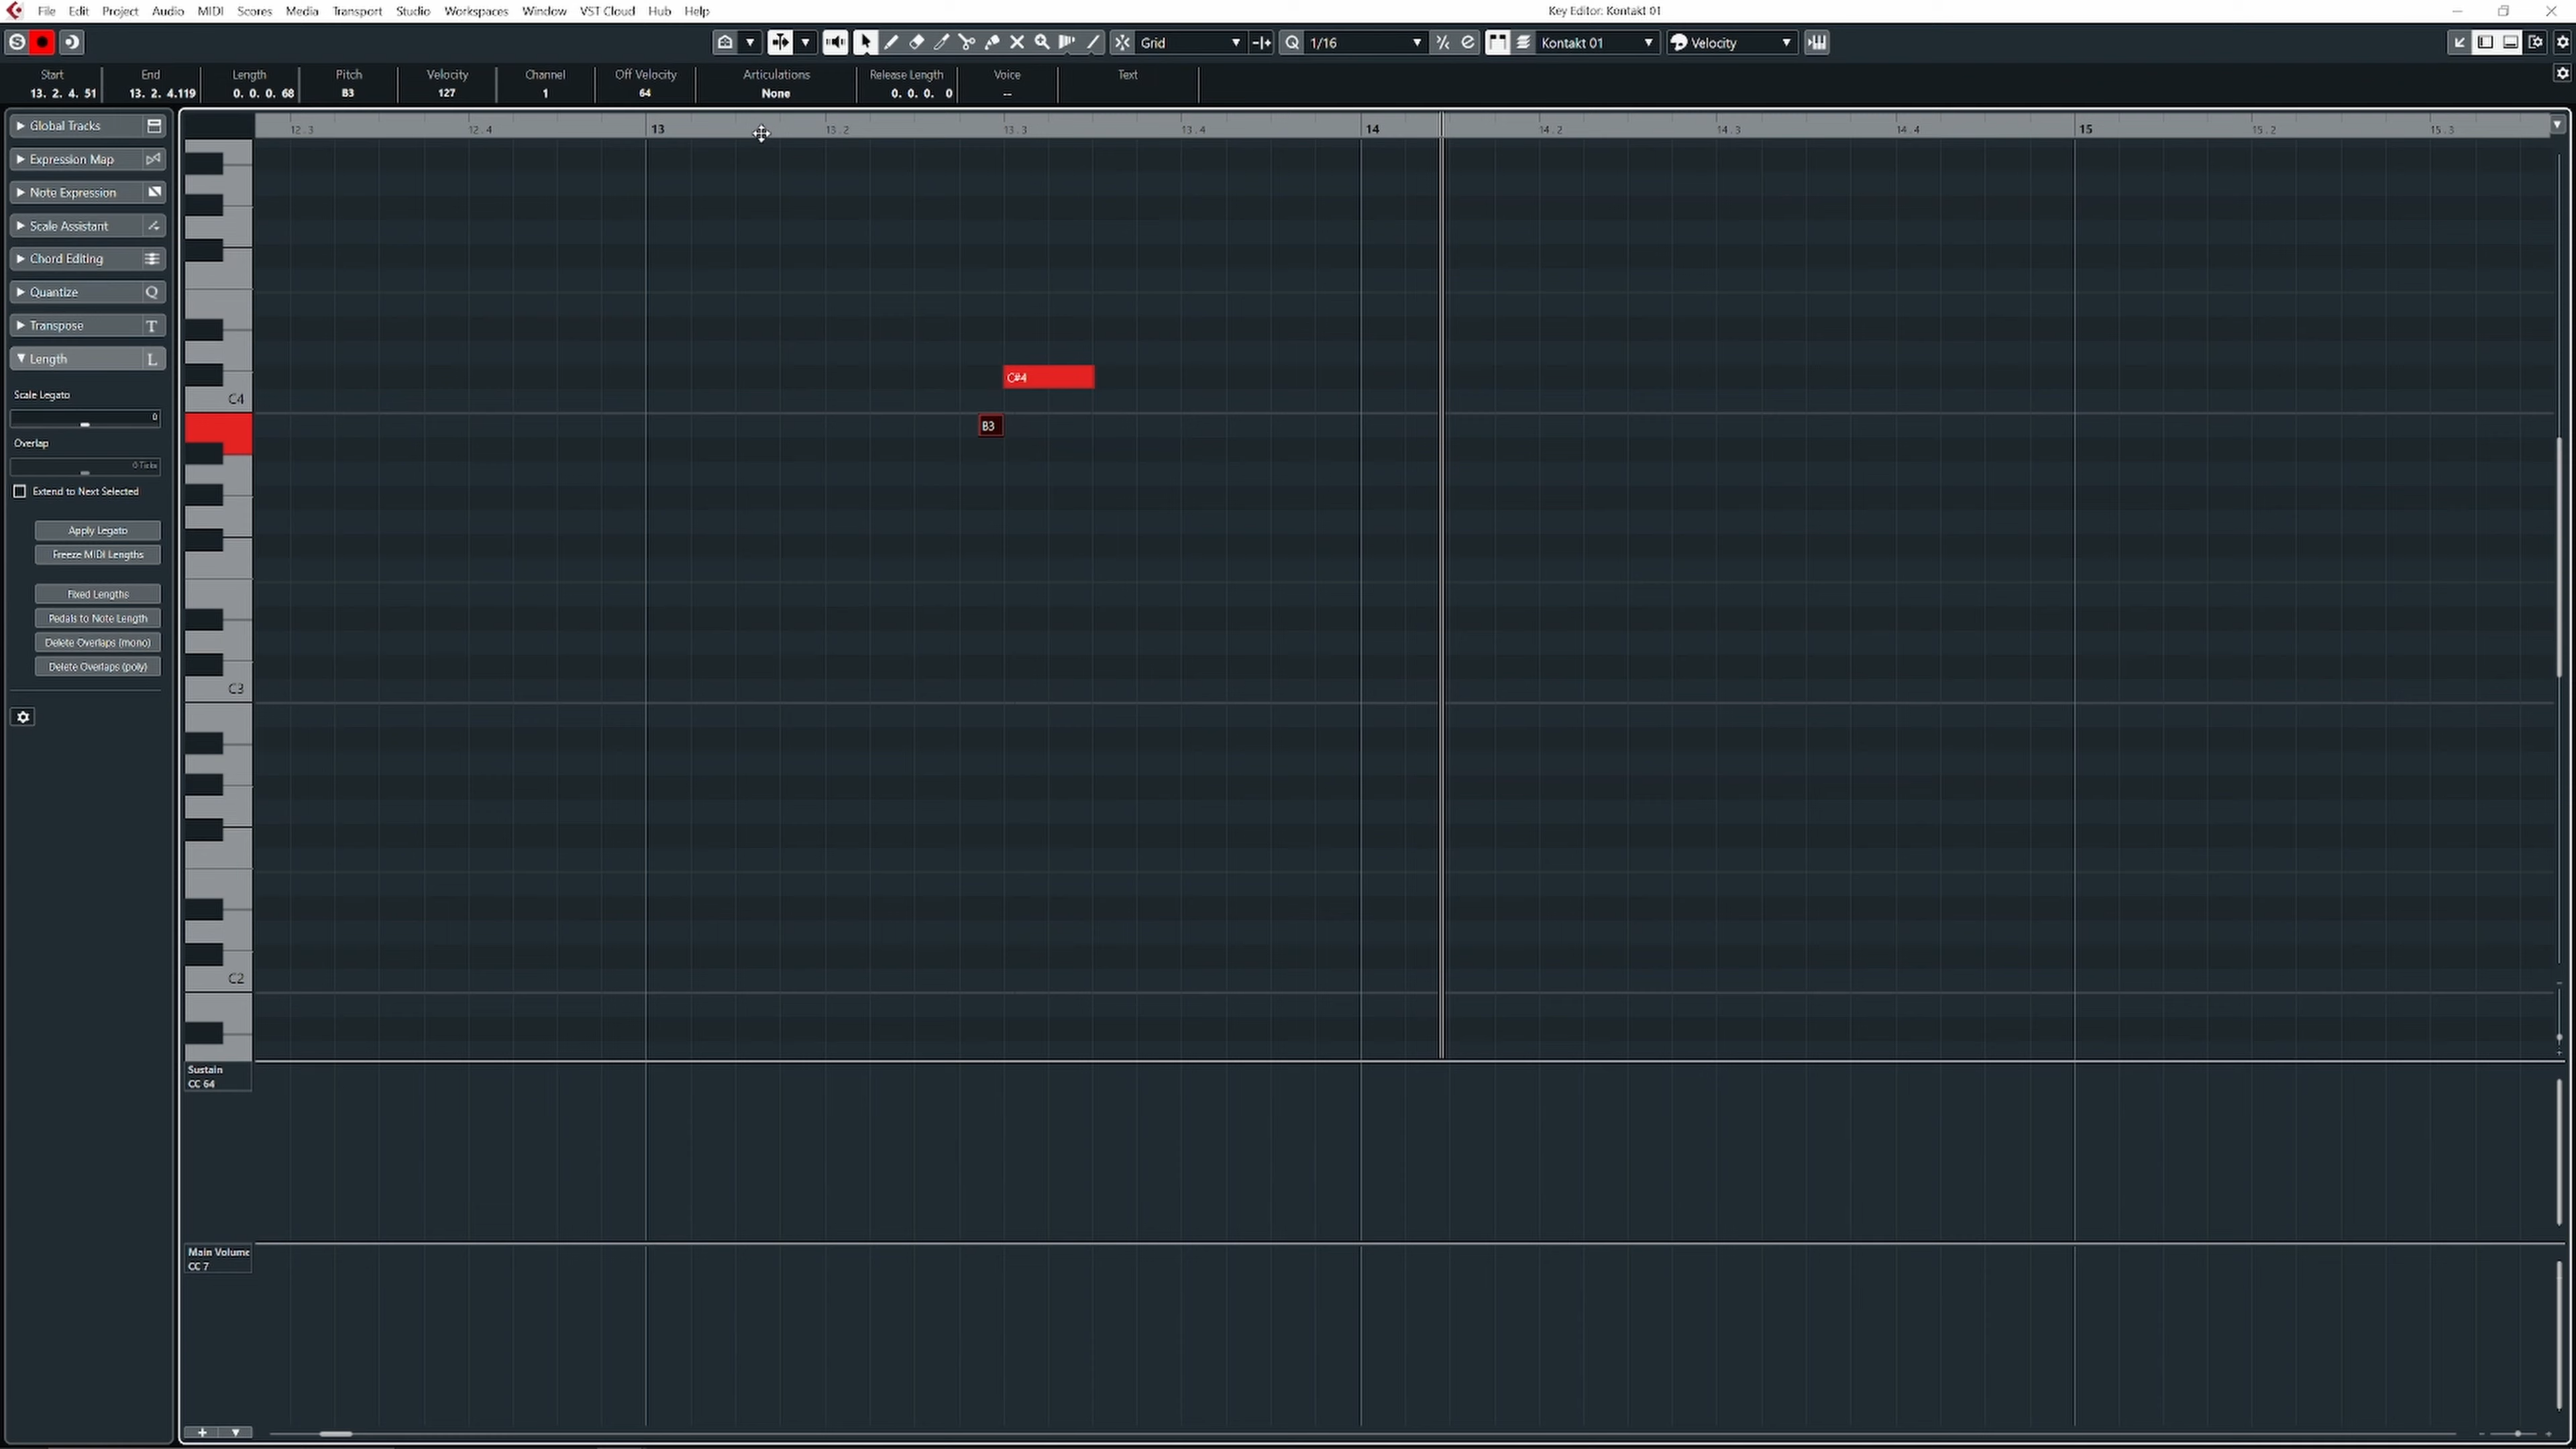 File Edit Project Audio MIDI Scores Media Transport Studio Workspaces Window VST Cloud Hub Help Key Editor: Kontakt 01
S Grid Q 1/16 Kontakt 01 Velocity
Start End Length Pitch Velocity Channel Off Velocity Articulations Release Length Voice Text
13. 2. 4. 51 13. 2. 4.119 0. 0. 0. 68 B3 127 1 64 None 0. 0. 0. 0 --
12.3 12.4 13 13.2 13.3 13.4 14 14.2 14.3 14.4 15 15.2 15.3
Global Tracks
Expression Map
Note Expression
Scale Assistant
Chord Editing
Quantize Q
Transpose T
Length L
C#4
Scale Legato
C4
0
B3
Overlap
0 Ticks
Extend to Next Selected
Apply Legato
Freeze MIDI Lengths
Fixed Lengths
Pedals to Note Length
Delete Overlaps (mono)
Delete Overlaps (poly)
C3
C2
Sustain
CC 64
Main Volume
CC 7